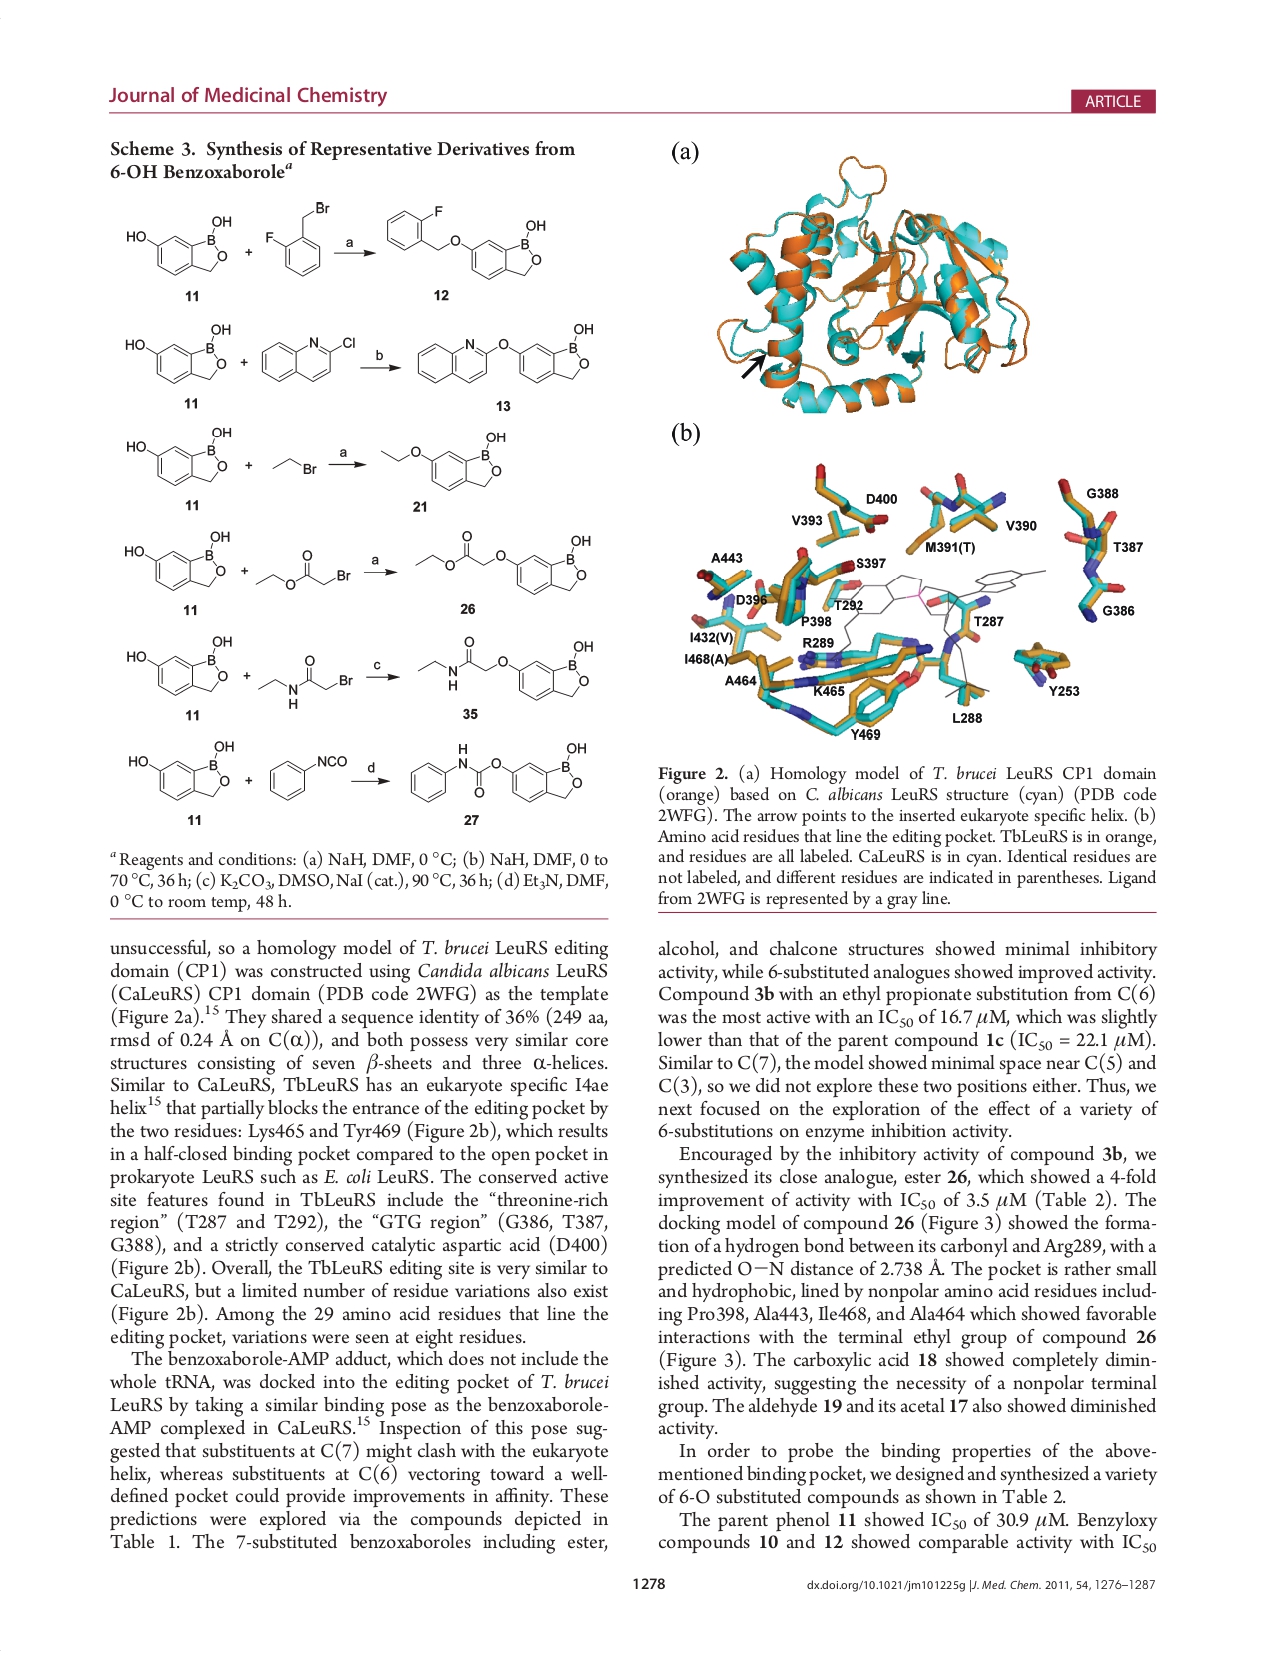 Journal of Medicinal Chemistry
ARTICLE
Scheme 3. Synthesis of Representative Derivatives from
6-OH Benzoxaborole^a
HO OH B O 11 + F Br a F O OH B O 12
HO OH B O 11 + N Cl b N O OH B O 13
HO OH B O 11 + Br a O OH B O 21
HO OH B O 11 + O O Br a O O O OH B O 26
HO OH B O 11 + N H O Br c N H O O OH B O 35
HO OH B O 11 + NCO d H N O O OH B O 27
^a Reagents and conditions: (a) NaH, DMF, 0 °C; (b) NaH, DMF, 0 to
70 °C, 36 h; (c) K₂CO₃, DMSO, NaI (cat.), 90 °C, 36 h; (d) Et₃N, DMF,
0 °C to room temp, 48 h.
unsuccessful, so a homology model of T. brucei LeuRS editing
domain (CP1) was constructed using Candida albicans LeuRS
(CaLeuRS) CP1 domain (PDB code 2WFG) as the template
(Figure 2a).¹⁵ They shared a sequence identity of 36% (249 aa,
rmsd of 0.24 Å on C(α)), and both possess very similar core
structures consisting of seven β-sheets and three α-helices.
Similar to CaLeuRS, TbLeuRS has an eukaryote specific I4ae
helix¹⁵ that partially blocks the entrance of the editing pocket by
the two residues: Lys465 and Tyr469 (Figure 2b), which results
in a half-closed binding pocket compared to the open pocket in
prokaryote LeuRS such as E. coli LeuRS. The conserved active
site features found in TbLeuRS include the “threonine-rich
region” (T287 and T292), the “GTG region” (G386, T387,
G388), and a strictly conserved catalytic aspartic acid (D400)
(Figure 2b). Overall, the TbLeuRS editing site is very similar to
CaLeuRS, but a limited number of residue variations also exist
(Figure 2b). Among the 29 amino acid residues that line the
editing pocket, variations were seen at eight residues.
The benzoxaborole-AMP adduct, which does not include the
whole tRNA, was docked into the editing pocket of T. brucei
LeuRS by taking a similar binding pose as the benzoxaborole-
AMP complexed in CaLeuRS.¹⁵ Inspection of this pose sug-
gested that substituents at C(7) might clash with the eukaryote
helix, whereas substituents at C(6) vectoring toward a well-
defined pocket could provide improvements in affinity. These
predictions were explored via the compounds depicted in
Table 1. The 7-substituted benzoxaboroles including ester,
(a)
(b)
D400
V393
V390
M391(T)
G388
T387
G386
A443
S397
D396
T292
P398
T287
I432(V)
R289
I468(A)
A464
K465
Y253
L288
Y469
Figure 2. (a) Homology model of T. brucei LeuRS CP1 domain
(orange) based on C. albicans LeuRS structure (cyan) (PDB code
2WFG). The arrow points to the inserted eukaryote specific helix. (b)
Amino acid residues that line the editing pocket. TbLeuRS is in orange,
and residues are all labeled. CaLeuRS is in cyan. Identical residues are
not labeled, and different residues are indicated in parentheses. Ligand
from 2WFG is represented by a gray line.
alcohol, and chalcone structures showed minimal inhibitory
activity, while 6-substituted analogues showed improved activity.
Compound 3b with an ethyl propionate substitution from C(6)
was the most active with an IC₅₀ of 16.7 μM, which was slightly
lower than that of the parent compound 1c (IC₅₀ = 22.1 μM).
Similar to C(7), the model showed minimal space near C(5) and
C(3), so we did not explore these two positions either. Thus, we
next focused on the exploration of the effect of a variety of
6-substitutions on enzyme inhibition activity.
Encouraged by the inhibitory activity of compound 3b, we
synthesized its close analogue, ester 26, which showed a 4-fold
improvement of activity with IC₅₀ of 3.5 μM (Table 2). The
docking model of compound 26 (Figure 3) showed the forma-
tion of a hydrogen bond between its carbonyl and Arg289, with a
predicted O−N distance of 2.738 Å. The pocket is rather small
and hydrophobic, lined by nonpolar amino acid residues includ-
ing Pro398, Ala443, Ile468, and Ala464 which showed favorable
interactions with the terminal ethyl group of compound 26
(Figure 3). The carboxylic acid 18 showed completely dimin-
ished activity, suggesting the necessity of a nonpolar terminal
group. The aldehyde 19 and its acetal 17 also showed diminished
activity.
In order to probe the binding properties of the above-
mentioned binding pocket, we designed and synthesized a variety
of 6-O substituted compounds as shown in Table 2.
The parent phenol 11 showed IC₅₀ of 30.9 μM. Benzyloxy
compounds 10 and 12 showed comparable activity with IC₅₀
1278
dx.doi.org/10.1021/jm101225g |J. Med. Chem. 2011, 54, 1276–1287